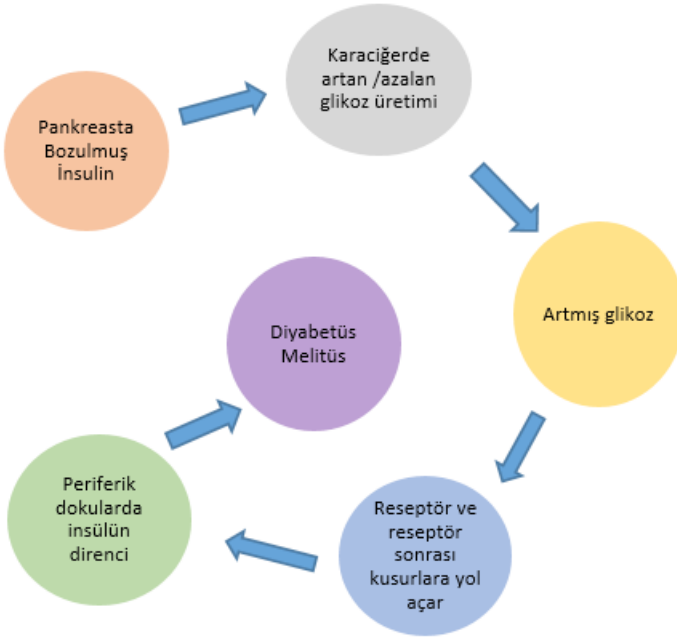 Pankreasta
Bozulmuş
İnsulin
Karaciğerde
artan /azalan
glikoz üretimi
Artmış glikoz
Reseptör ve
reseptör
sonrası
kusurlara yol
açar
Periferik
dokularda
insülün
direnci
Diyabetüs
Melitüs